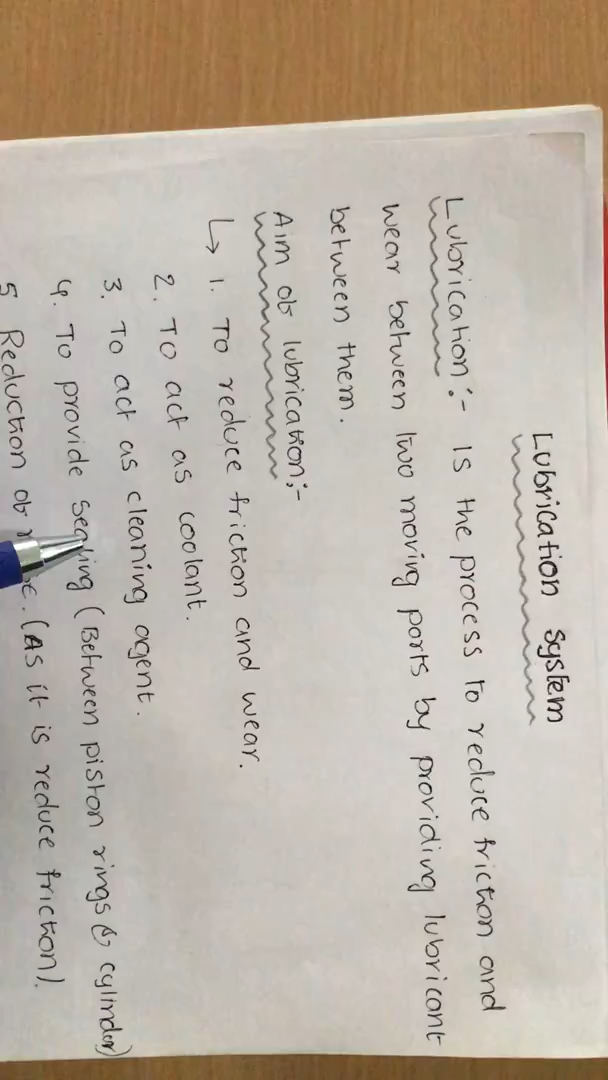 Lubrication System
Lubrication :- Is the process to reduce friction and
wear between two moving parts by providing lubricant
between them.
Aim of lubrication:-
↳ 1. To reduce friction and wear.
2. To act as coolant.
3. To act as cleaning agent.
4. To provide sealing (Between piston rings & cylinder)
5 Reduction of (As it is reduce friction).